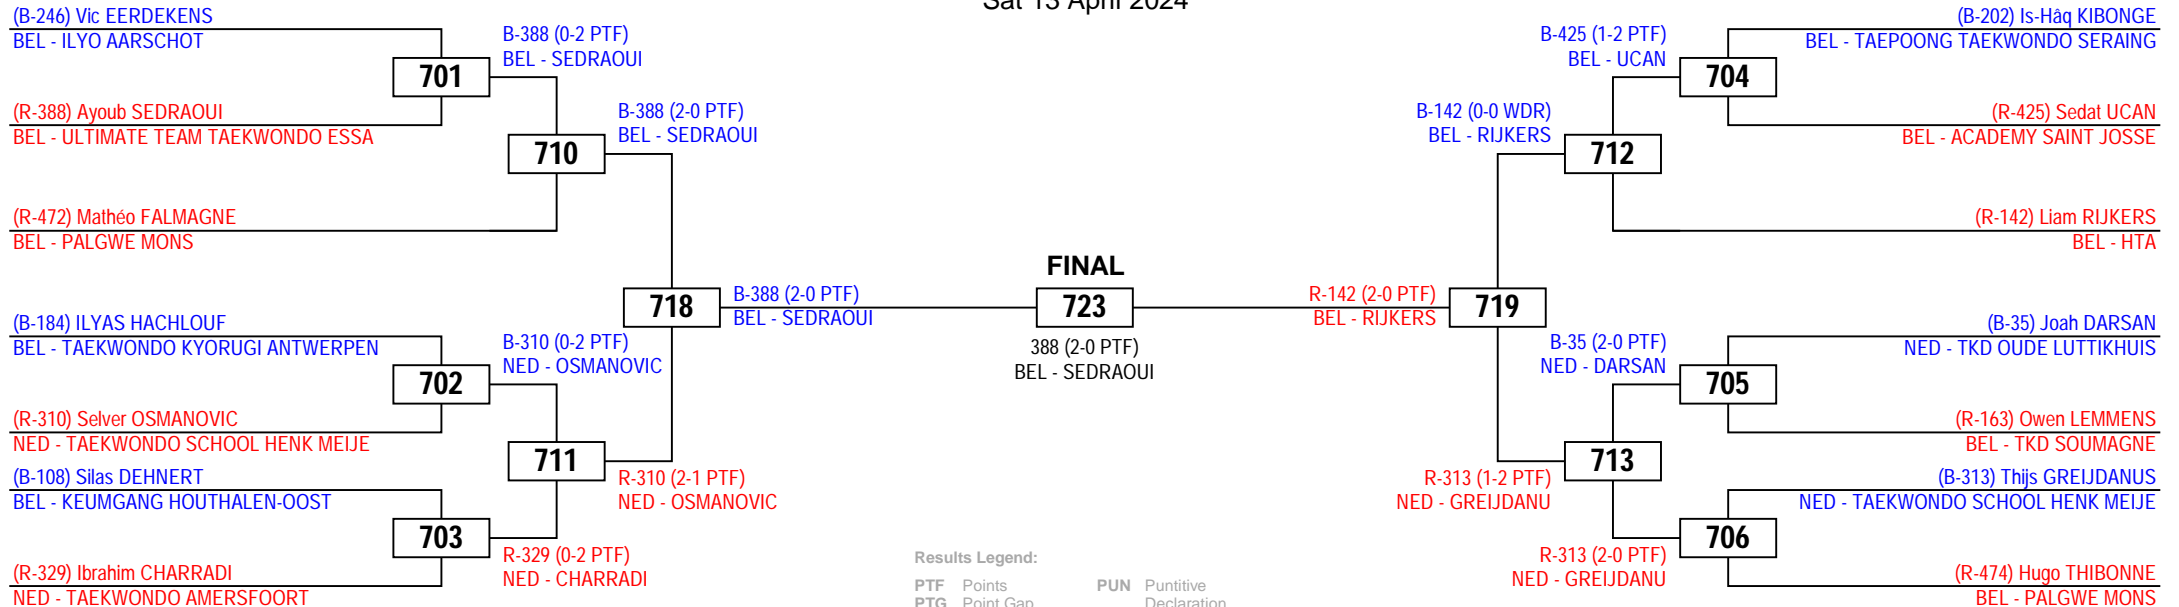 Sat 13 April 2024
(B-246) Vic EERDEKENS
BEL - ILYO AARSCHOT
701
(R-388) Ayoub SEDRAOUI
BEL - ULTIMATE TEAM TAEKWONDO ESSA
B-388 (0-2 PTF)
BEL - SEDRAOUI
710
B-388 (2-0 PTF)
BEL - SEDRAOUI
(R-472) Mathéo FALMAGNE
BEL - PALGWE MONS
718
B-388 (2-0 PTF)
BEL - SEDRAOUI
(B-184) ILYAS HACHLOUF
BEL - TAEKWONDO KYORUGI ANTWERPEN
702
(R-310) Selver OSMANOVIC
NED - TAEKWONDO SCHOOL HENK MEIJE
B-310 (0-2 PTF)
NED - OSMANOVIC
711
R-310 (2-1 PTF)
NED - OSMANOVIC
(B-108) Silas DEHNERT
BEL - KEUMGANG HOUTHALEN-OOST
703
(R-329) Ibrahim CHARRADI
NED - TAEKWONDO AMERSFOORT
R-329 (0-2 PTF)
NED - CHARRADI
FINAL
723
388 (2-0 PTF)
BEL - SEDRAOUI
(B-202) Is-Hâq KIBONGE
BEL - TAEPOONG TAEKWONDO SERAING
704
(R-425) Sedat UCAN
BEL - ACADEMY SAINT JOSSE
B-425 (1-2 PTF)
BEL - UCAN
712
B-142 (0-0 WDR)
BEL - RIJKERS
(R-142) Liam RIJKERS
BEL - HTA
719
R-142 (2-0 PTF)
BEL - RIJKERS
(B-35) Joah DARSAN
NED - TKD OUDE LUTTIKHUIS
705
(R-163) Owen LEMMENS
BEL - TKD SOUMAGNE
B-35 (2-0 PTF)
NED - DARSAN
713
R-313 (1-2 PTF)
NED - GREIJDANU
(B-313) Thijs GREIJDANUS
NED - TAEKWONDO SCHOOL HENK MEIJE
706
(R-474) Hugo THIBONNE
BEL - PALGWE MONS
R-313 (2-0 PTF)
NED - GREIJDANU
Results Legend:
PTF Points PUN Puntitive
PTG Point Gap Declaration